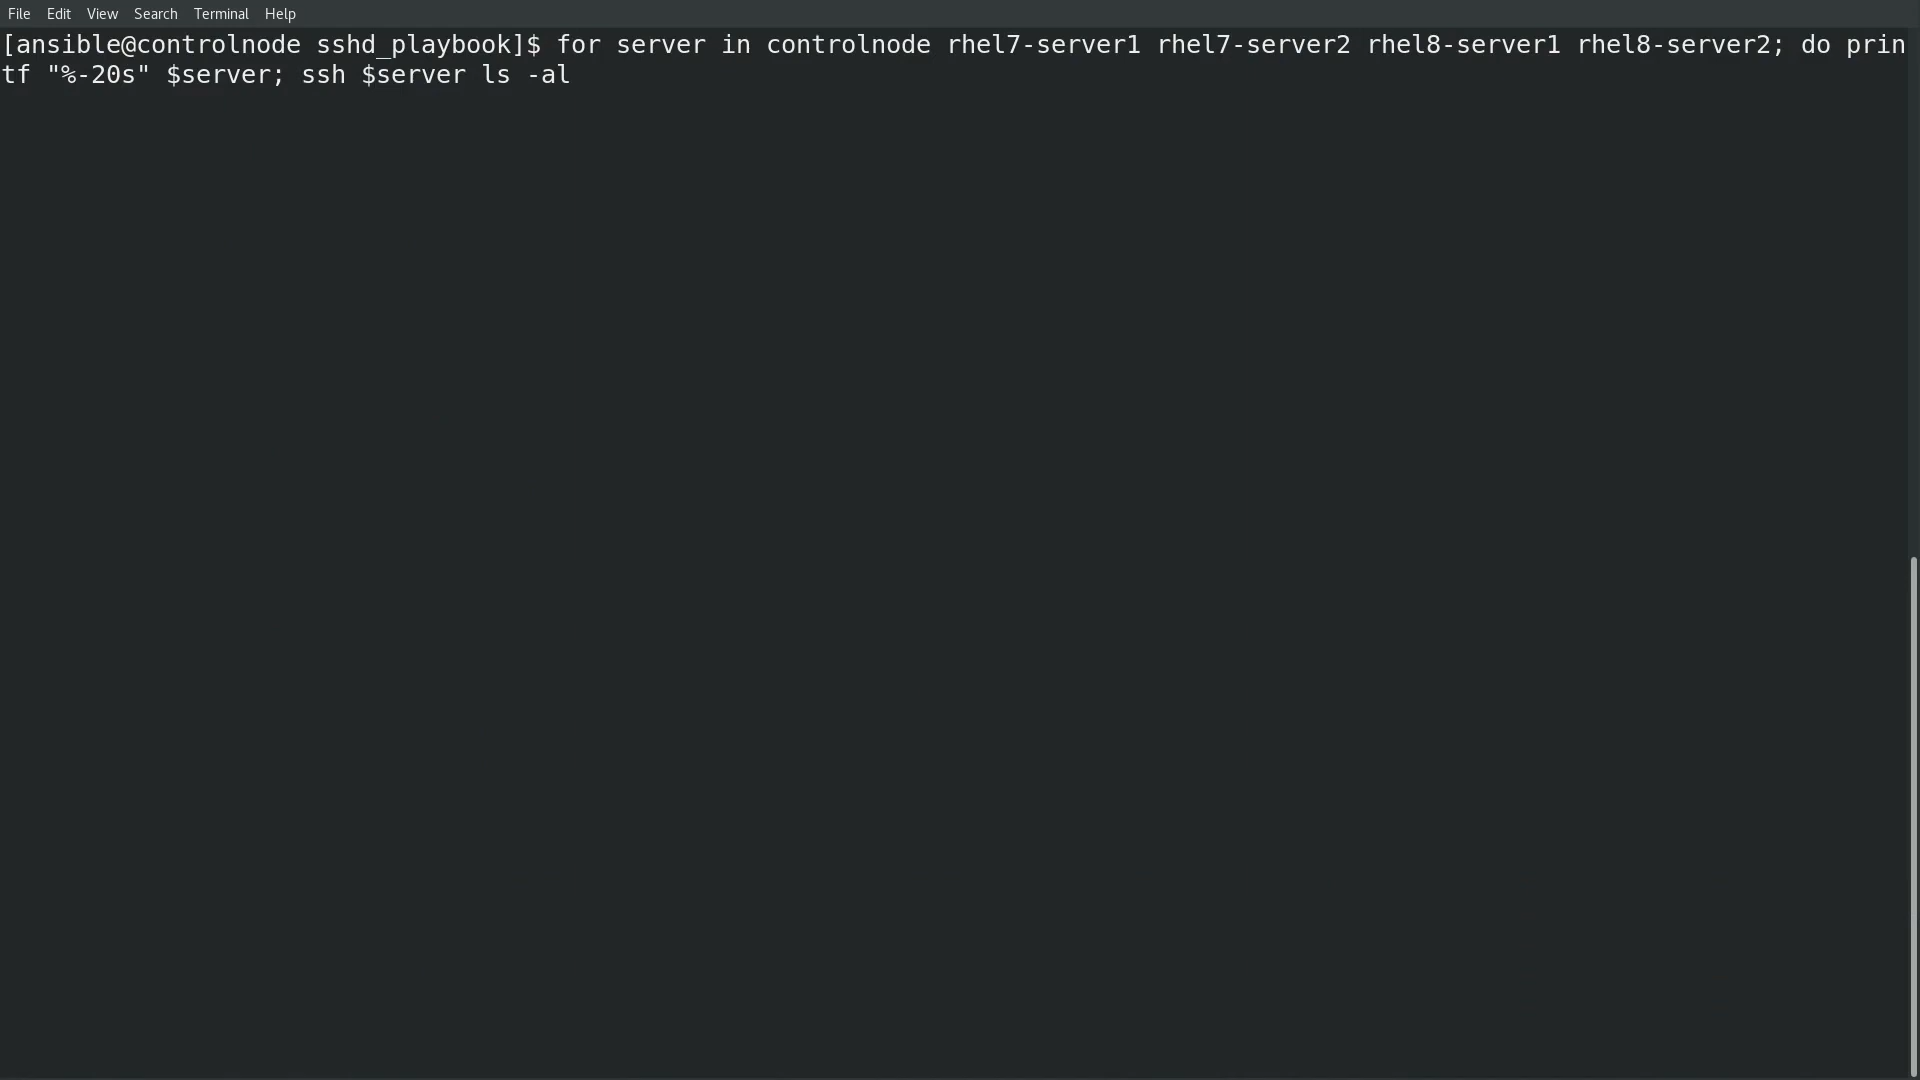 File Edit View Search Terminal Help
[ansible@controlnode sshd_playbook]$ for server in controlnode rhel7-server1 rhel7-server2 rhel8-server1 rhel8-server2; do prin
tf "%-20s" $server; ssh $server ls -al